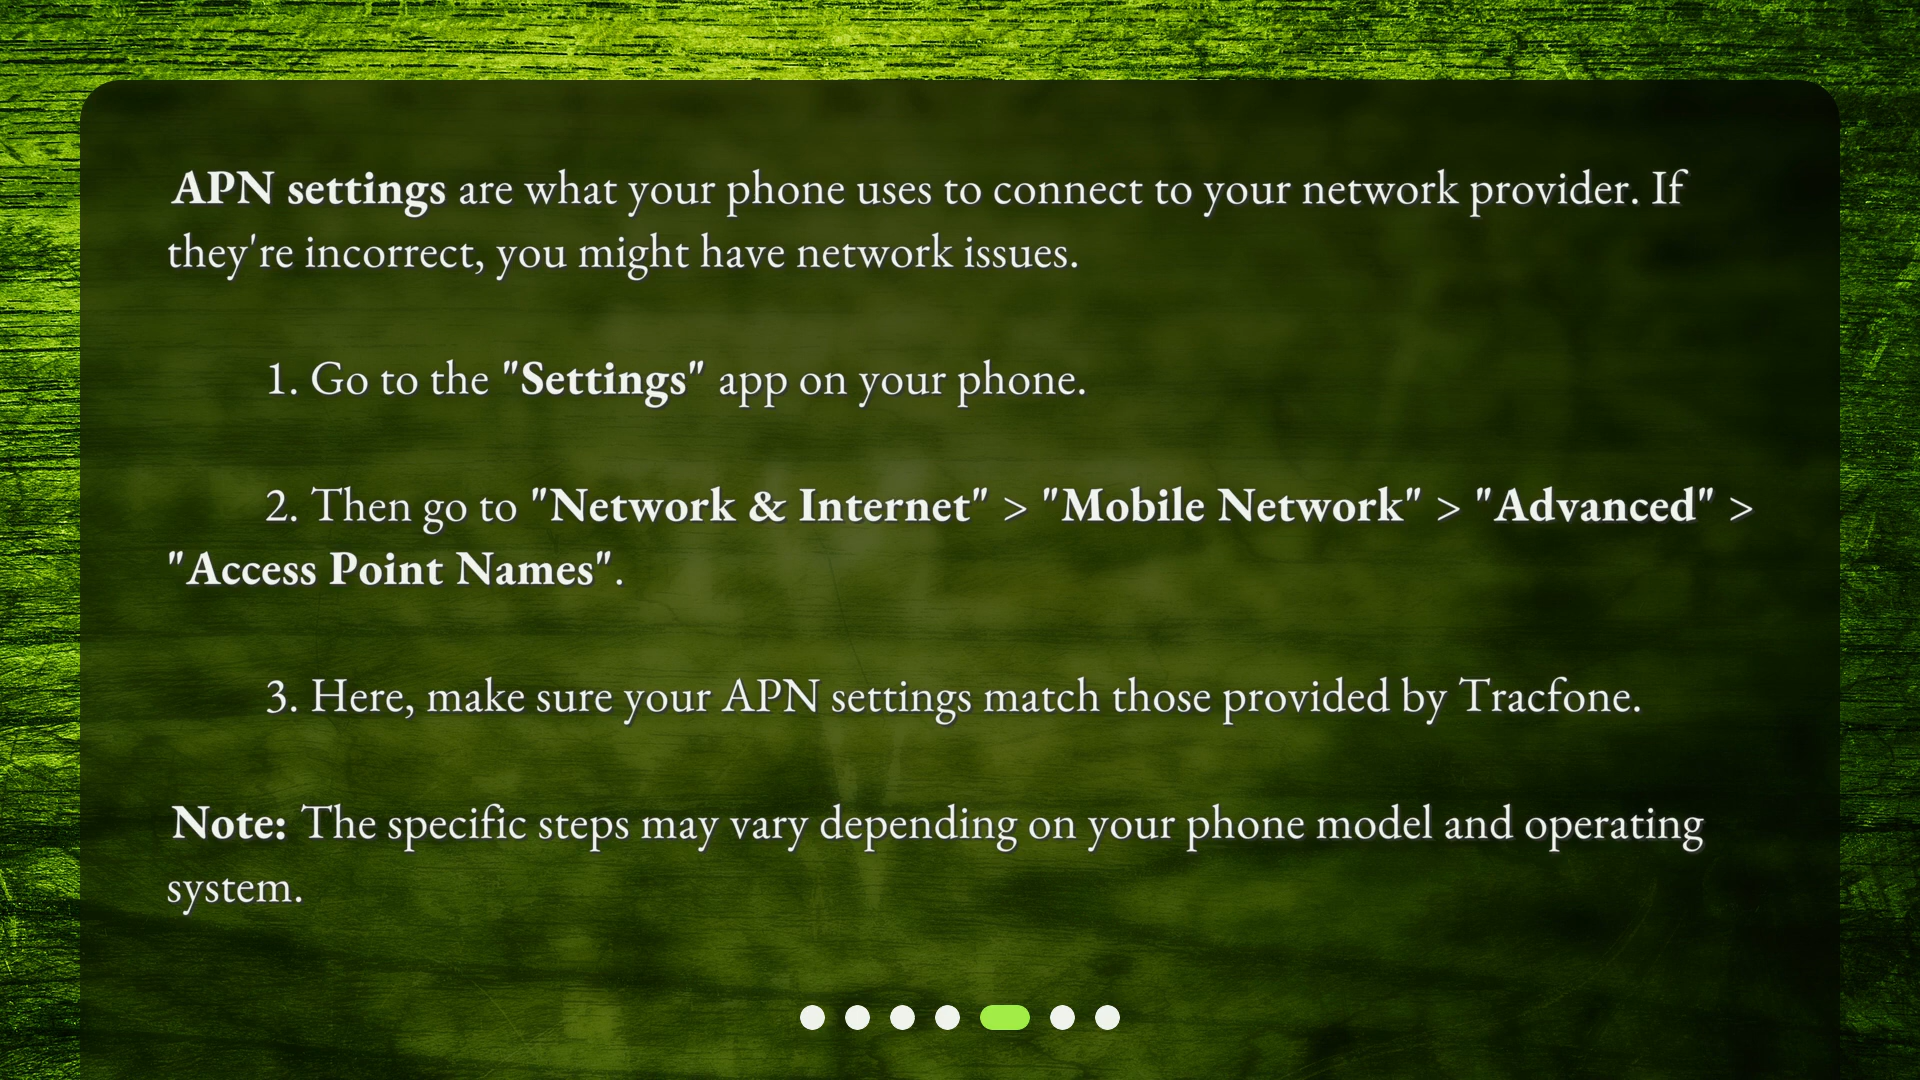 APN settings are what your phone uses to connect to your network provider. If
they're incorrect, you might have network issues.
1. Go to the "Settings" app on your phone.
2. Then go to "Network & Internet" > "Mobile Network" > "Advanced" >
"Access Point Names".
3. Here, make sure your APN settings match those provided by Tracfone.
Note: The specific steps may vary depending on your phone model and operating
system.